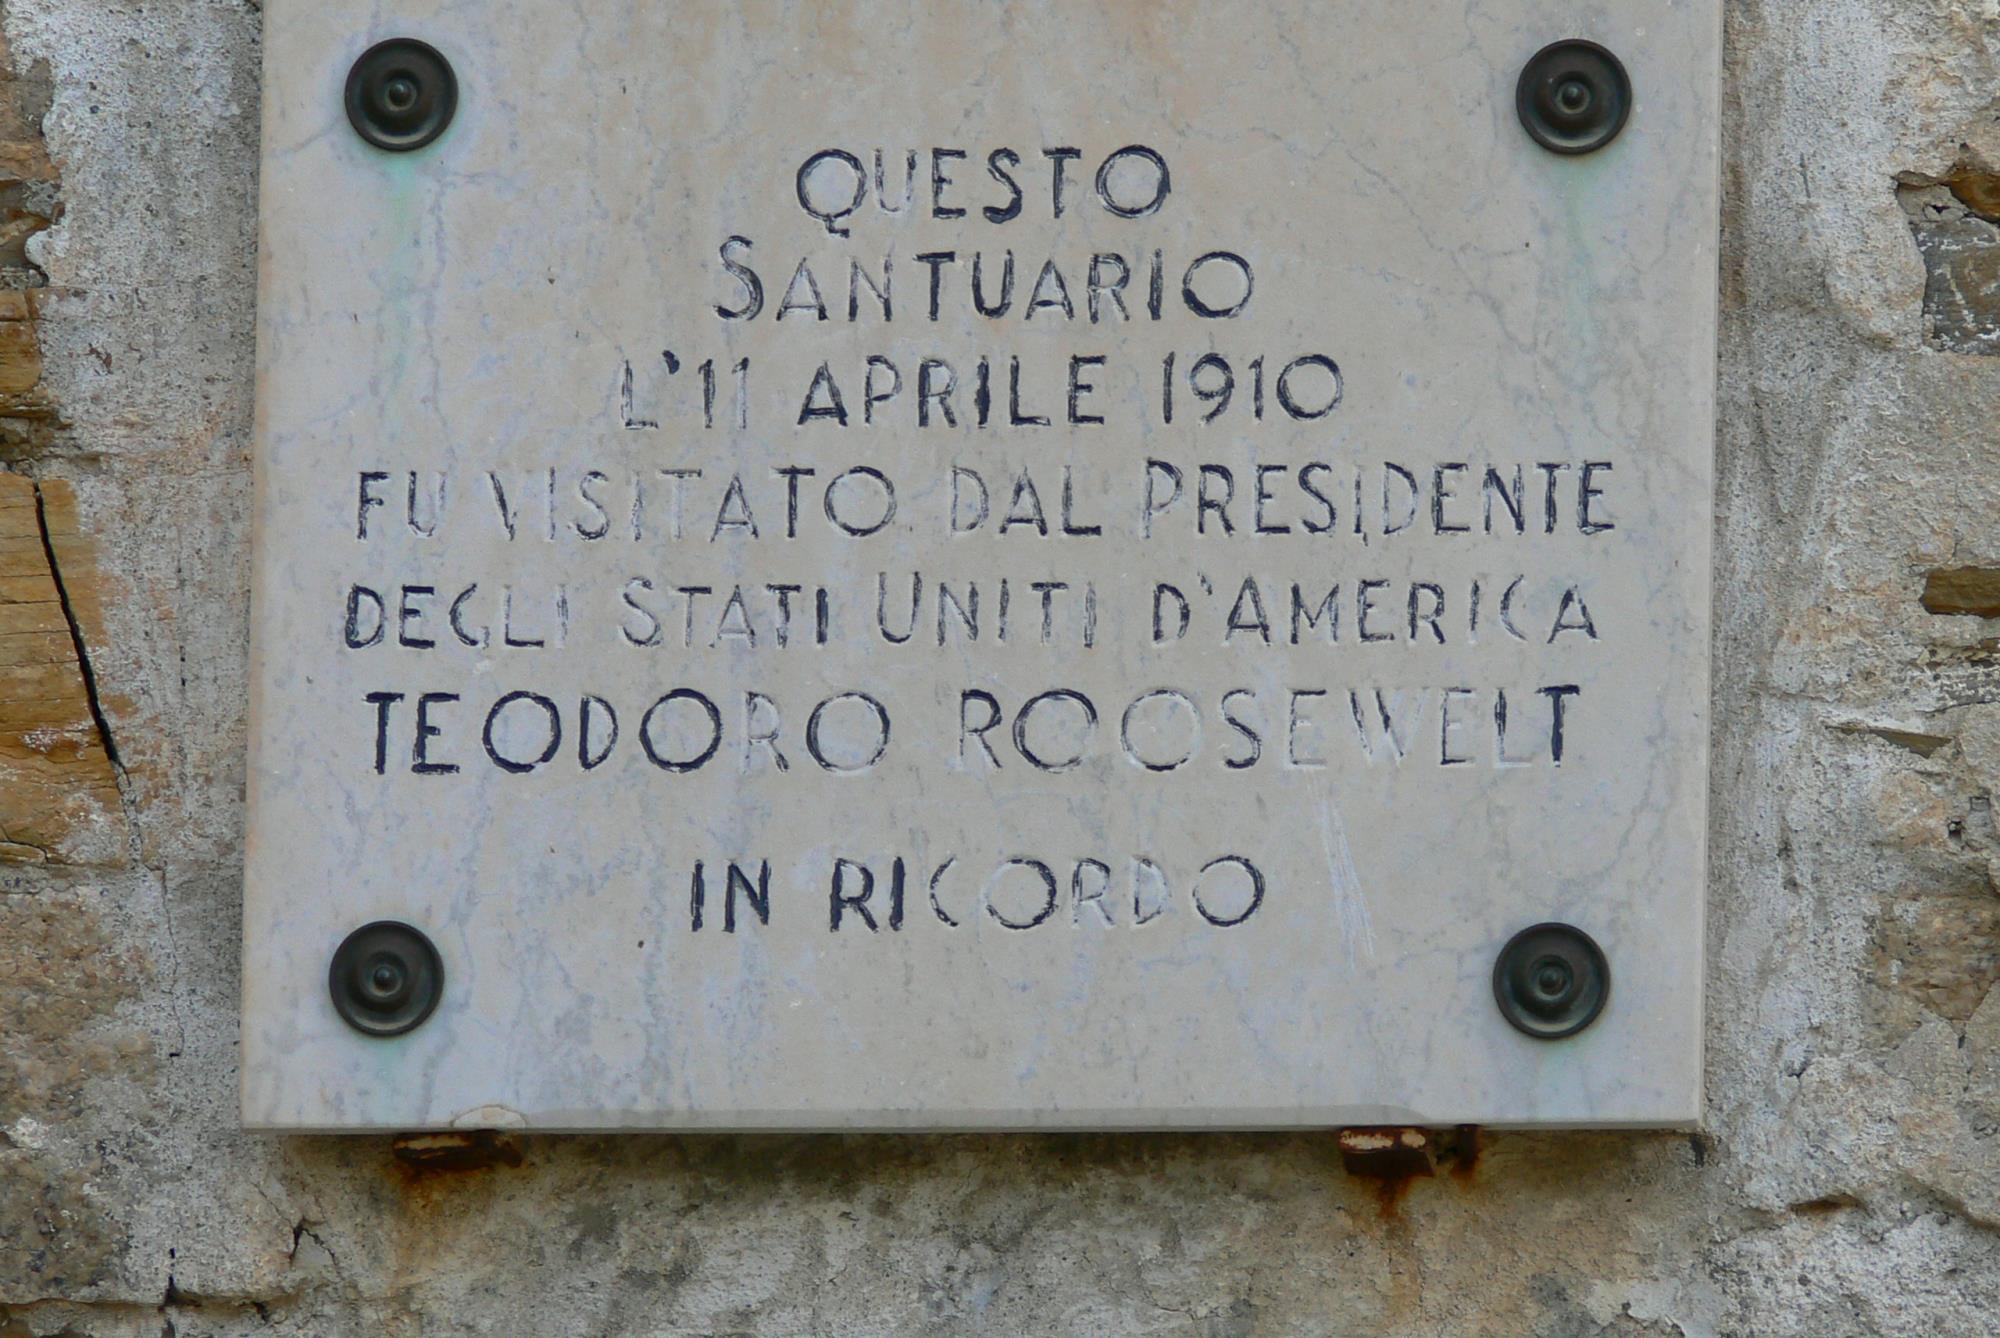 QUESTO
SANTUARIO
L'11 APRILE 1910
FU VISITATO DAL PRESIDENTE
DEGLI STATI UNITI D'AMERICA
TEODORO ROOSEWELT
IN RICORDO